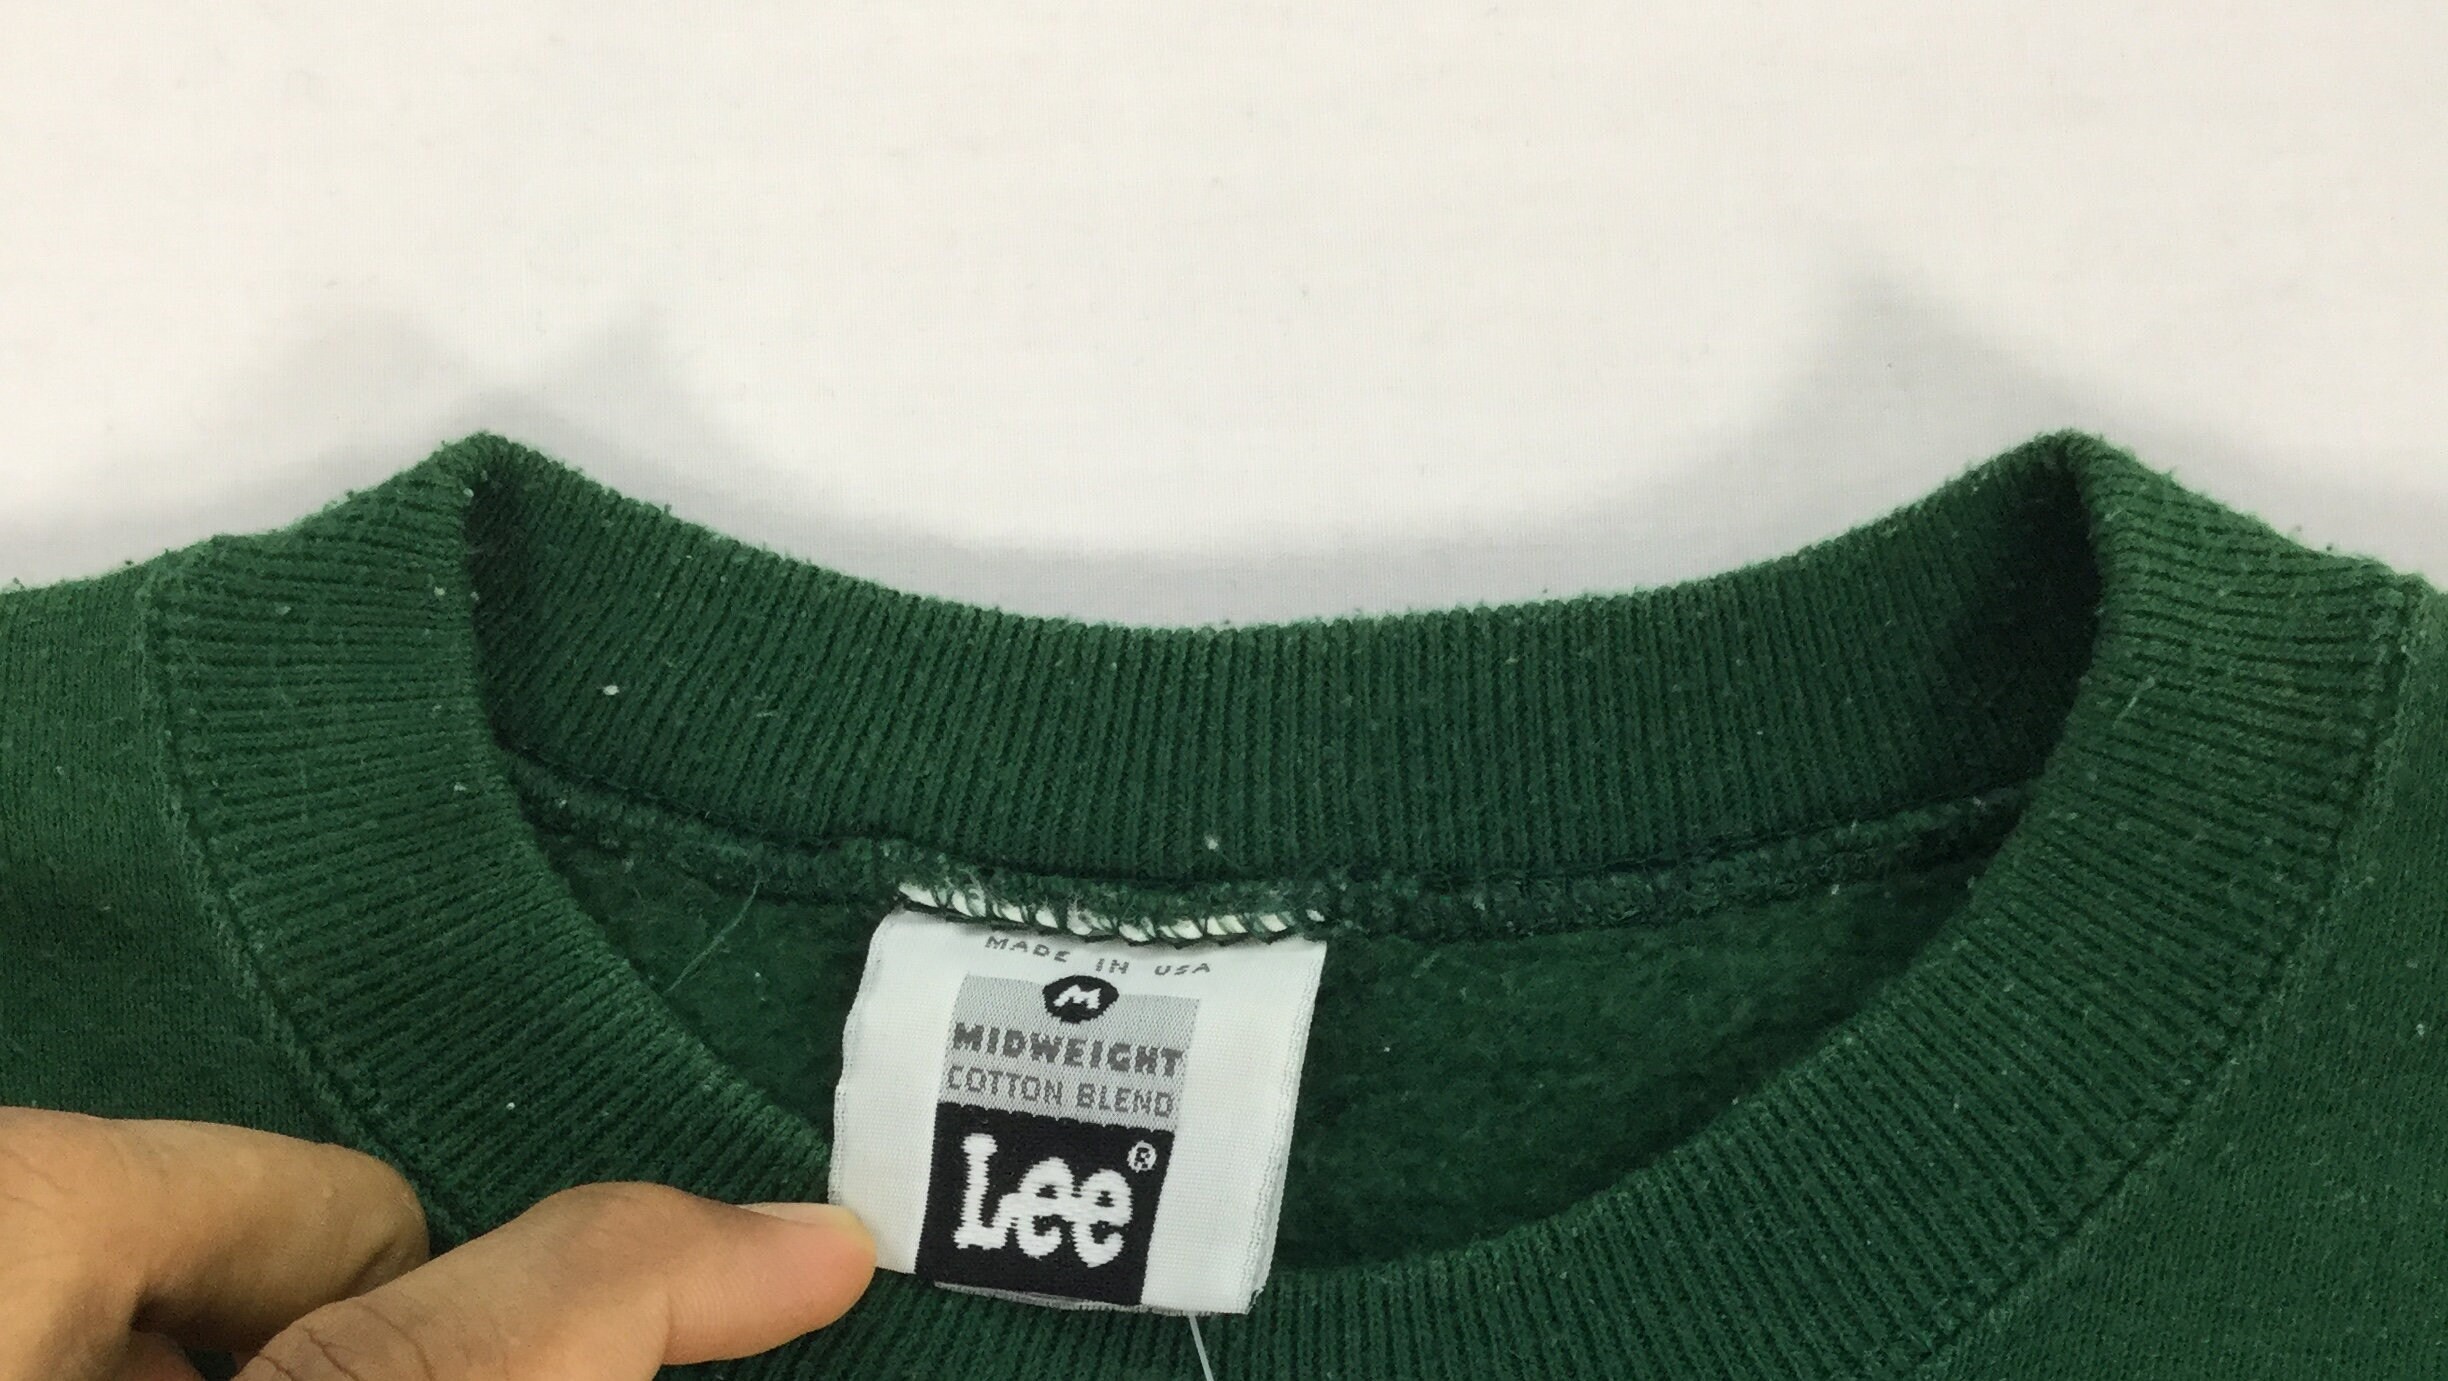 MADE IN USA
M
MIDWEIGHT
COTTON BLEND
Lee®